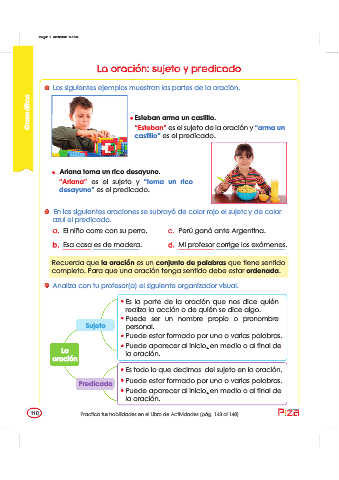 La oración: sujeto y predicado
Los siguientes ejemplos muestran las partes de la oración.
Esteban arma un castillo.
"Esteban" es el sujeto de la oración y "arma un
castillo" es el predicado.
Ariana toma un rico desayuno.
"Ariana" es el sujeto y "toma un rico
desayuno" es el predicado.
En las siguientes oraciones se subrayó de color rojo el sujeto y de color
azul el predicado.
a. El niño corre con su perro.
c. Perú ganó ante Argentina.
b. Esa casa es de madera.
d. Mi profesor corrige los exámenes.
Recuerda que la oración es un conjunto de palabras que tiene sentido
completo. Para que una oración tenga sentido debe estar ordenada.
Analiza con tu profesor(a) el siguiente organizador visual.
La
oración
Sujeto
Es la parte de la oración que nos dice quién
realiza la acción o de quién se dice algo.
Puede ser un nombre propio o pronombre
personal.
Puede estar formado por una o varias palabras.
Puede aparecer al inicio, en medio o al final de
la oración.
Predicado
Es todo lo que decimos del sujeto en la oración.
Puede estar formado por una o varias palabras.
Puede aparecer al inicio, en medio o al final de
la oración.
110
Practica tus habilidades en el Libro de Actividades (pág. 143 al 148)